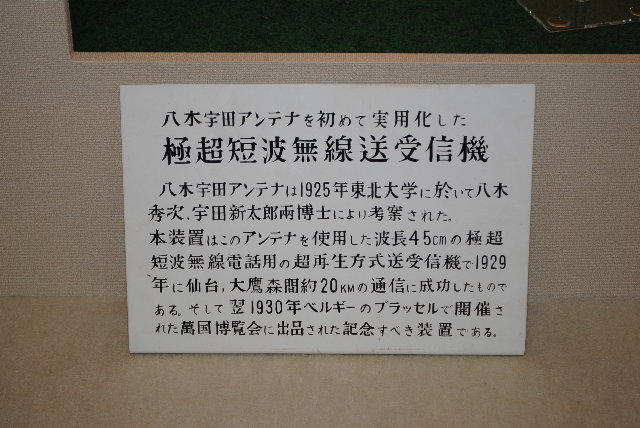 八木宇田アンテナを初めて実用化した
極超短波無線送受信機
八木宇田アンテナは1925年東北大学に於いて八木
秀次、宇田新太郎両博士により考案された。
本装置はこのアンテナを使用した波長45cmの極超
短波無線電話用の超再生方式送受信機で1929
年に仙台,大鷹森間約20KMの通信に成功したもので
ある。そして翌1930年ベルギーのブラッセルで開催さ
れた萬国博覧会に出品された記念すべき装置である。